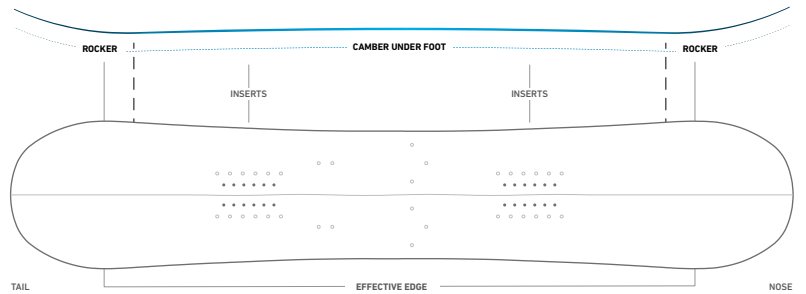 ROCKER CAMBER UNDER FOOT ROCKER
INSERTS INSERTS
TAIL EFFECTIVE EDGE NOSE